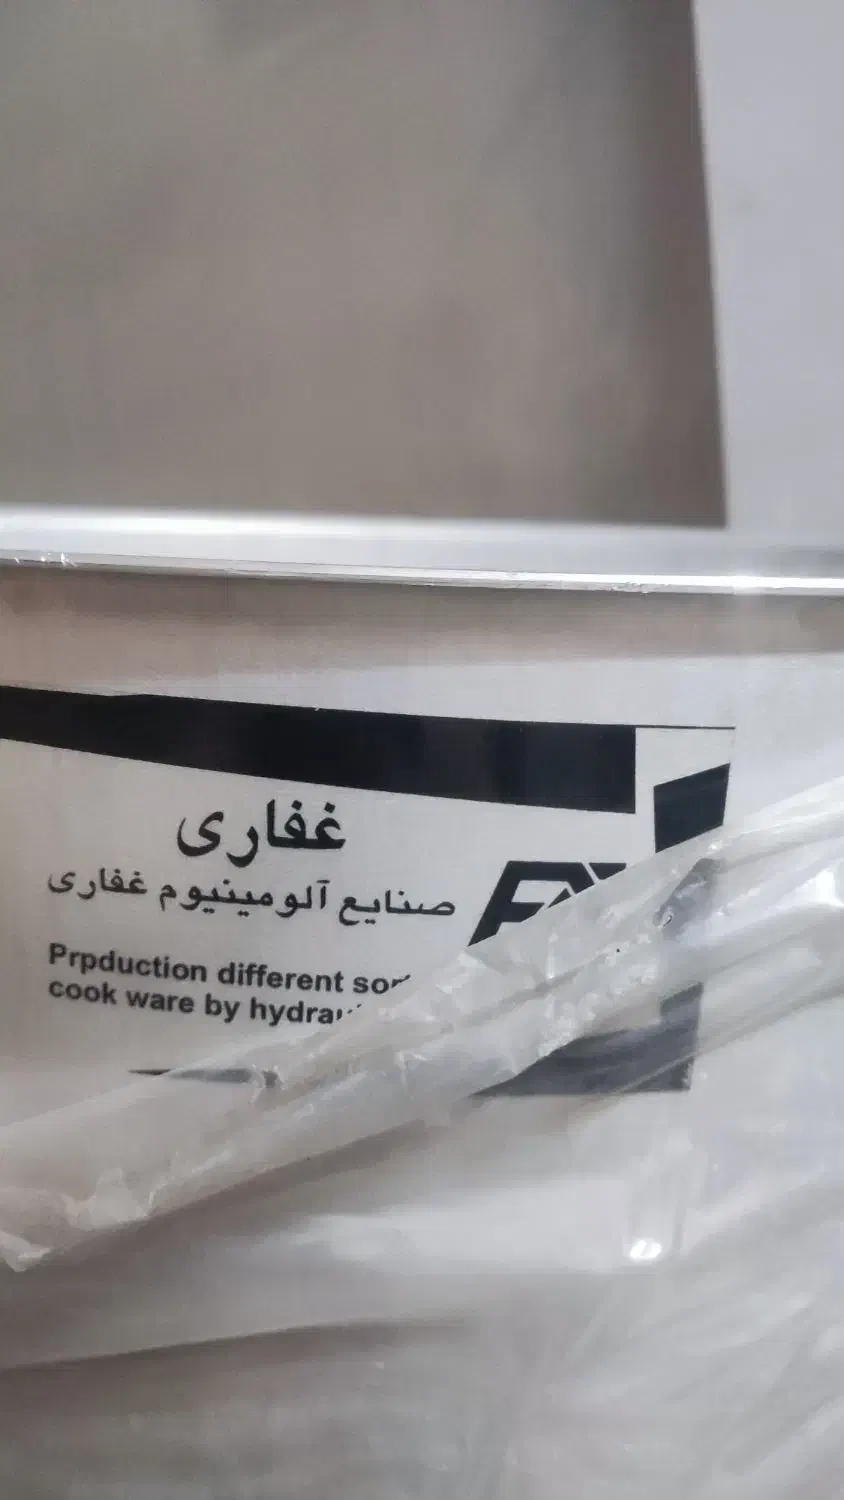 غفاری
صنایع آلومینیوم غفاری
Prpduction different
cook ware by